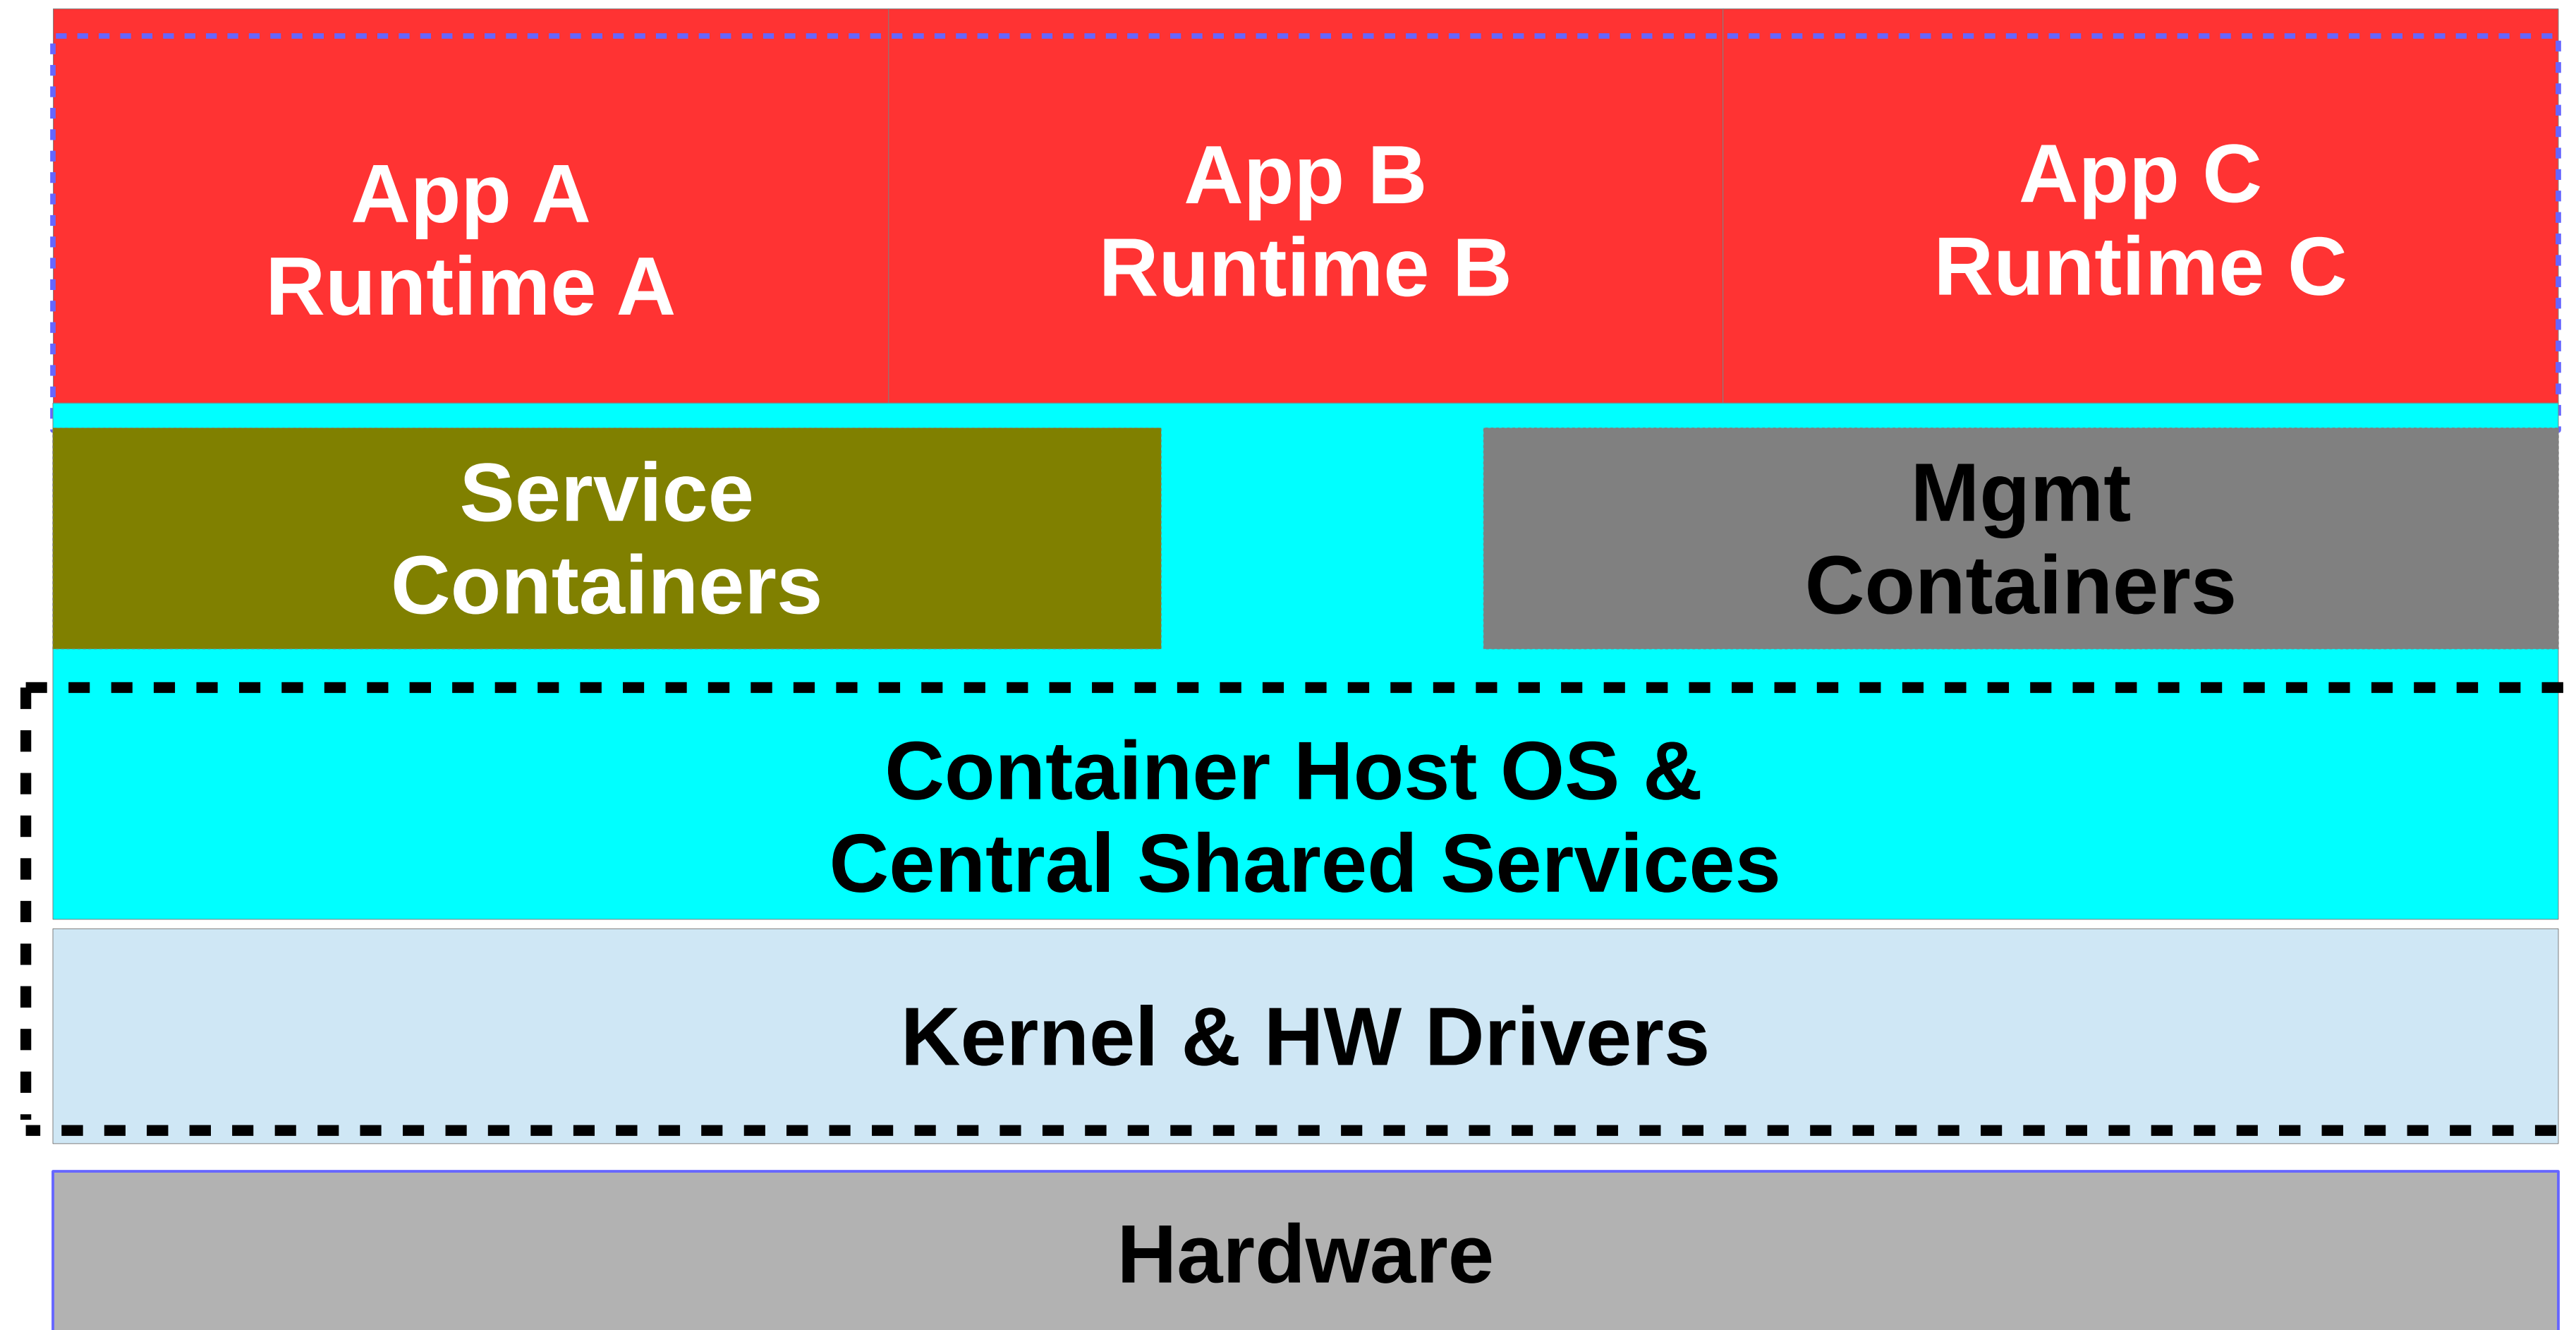 App A
Runtime A
App B
Runtime B
App C
Runtime C
Service
Containers
Mgmt
Containers
Container Host OS &
Central Shared Services
Kernel & HW Drivers
Hardware